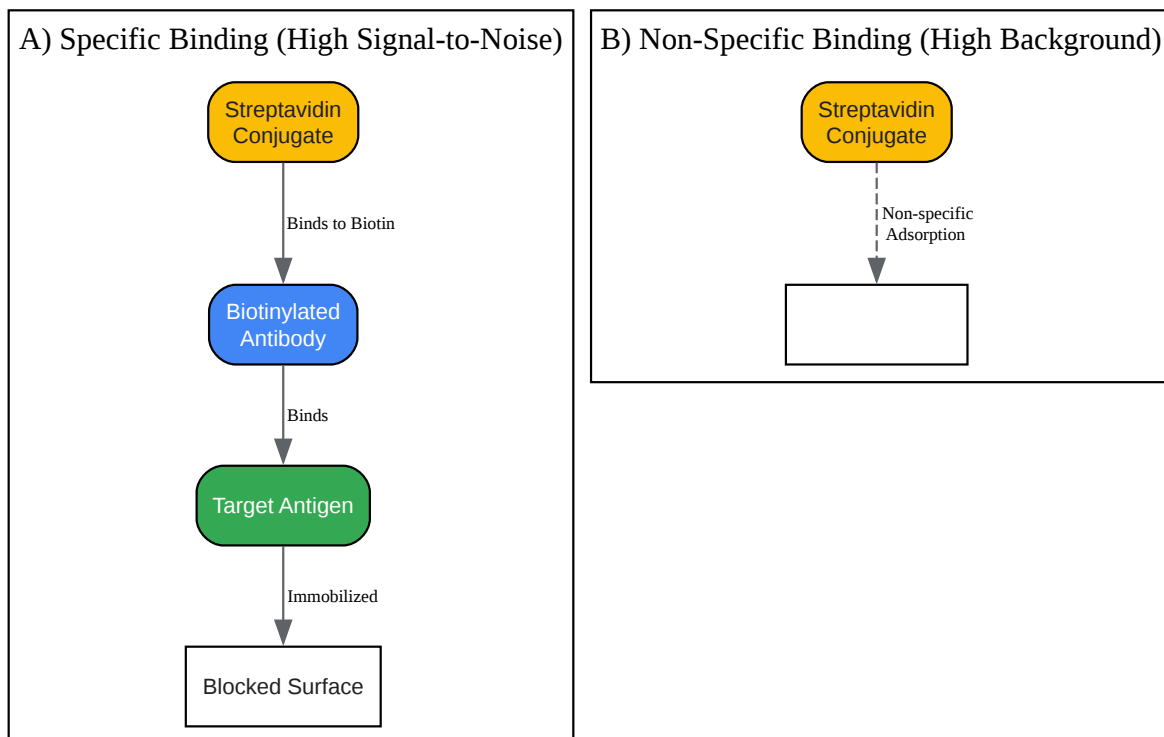 A) Specific Binding (High Signal-to-Noise)
Streptavidin
Conjugate
Binds to Biotin
Biotinylated
Antibody
Binds
Target Antigen
Immobilized
Blocked Surface
B) Non-Specific Binding (High Background)
Streptavidin
Conjugate
Non-specific
Adsorption